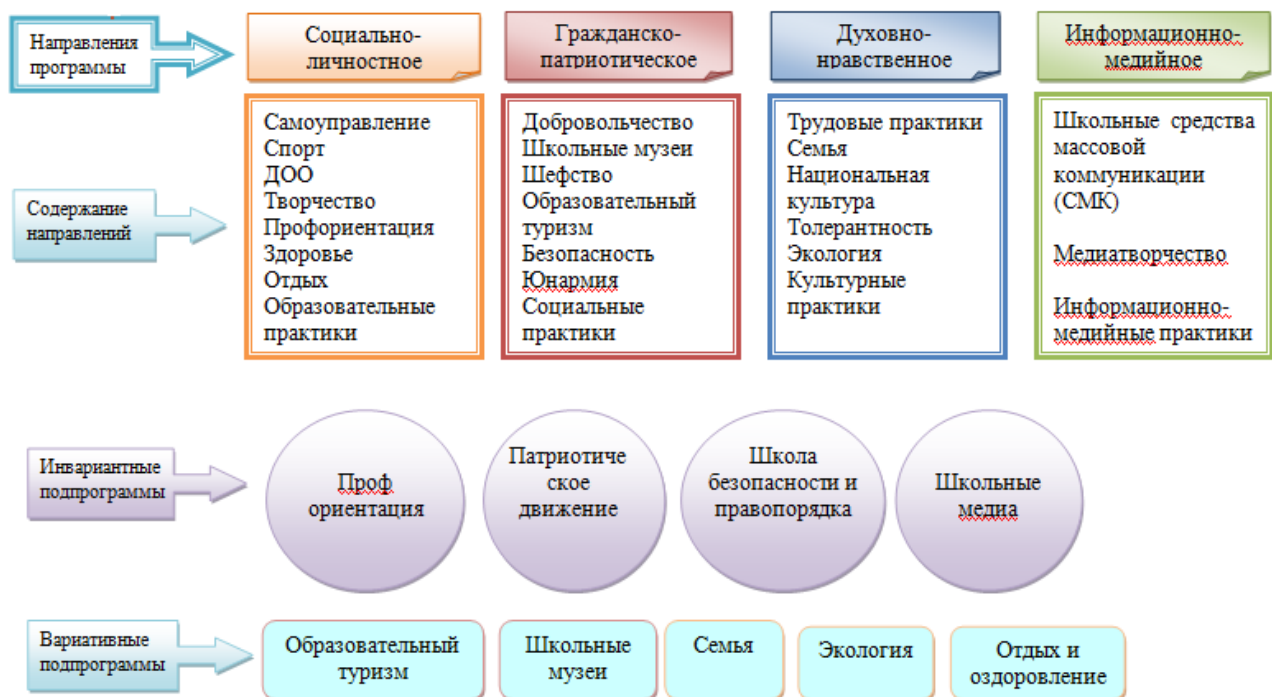 Направления
программы
Социально-
личностное
Гражданско-
патриотическое
Духовно-
нравственное
Информационно-
медийное
Содержание
направлений
Самоуправление
Спорт
ДОО
Творчество
Профориентация
Здоровье
Отдых
Образовательные
практики
Добровольчество
Школьные музеи
Шефство
Образовательный
туризм
Безопасность
Юнармия
Социальные
практики
Трудовые практики
Семья
Национальная
культура
Толерантность
Экология
Культурные
практики
Школьные средства
массовой
коммуникации
(СМК)
Медиатворчество
Информационно-
медийные практики
Инвариантные
подпрограммы
Проф
ориентация
Патриотиче
ское
движение
Школа
безопасности и
правопорядка
Школьные
медиа
Вариативные
подпрограммы
Образовательный
туризм
Школьные
музеи
Семья
Экология
Отдых и
оздоровление